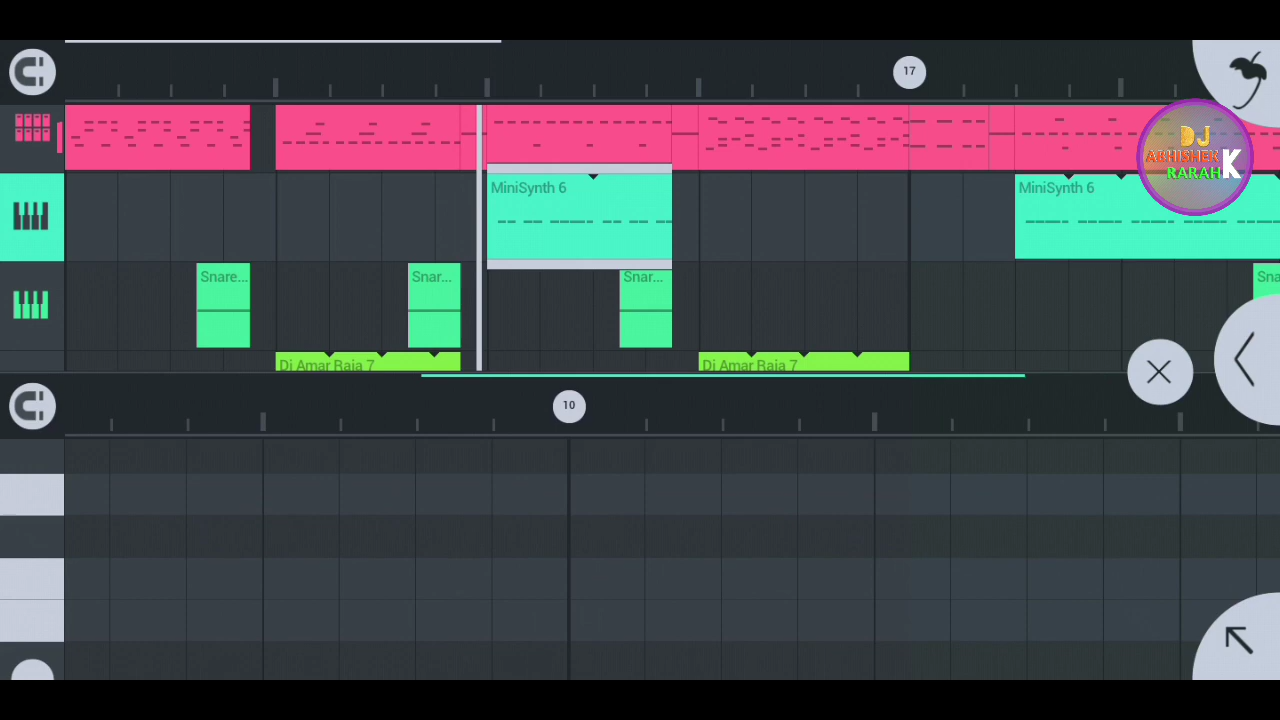 17
DJ
ABHISHEK
RARAH K
MiniSynth 6
MiniSynth 6
Snare...
Snar...
Snar...
Sna
Dj Amar Raja 7
Dj Amar Raja 7
10